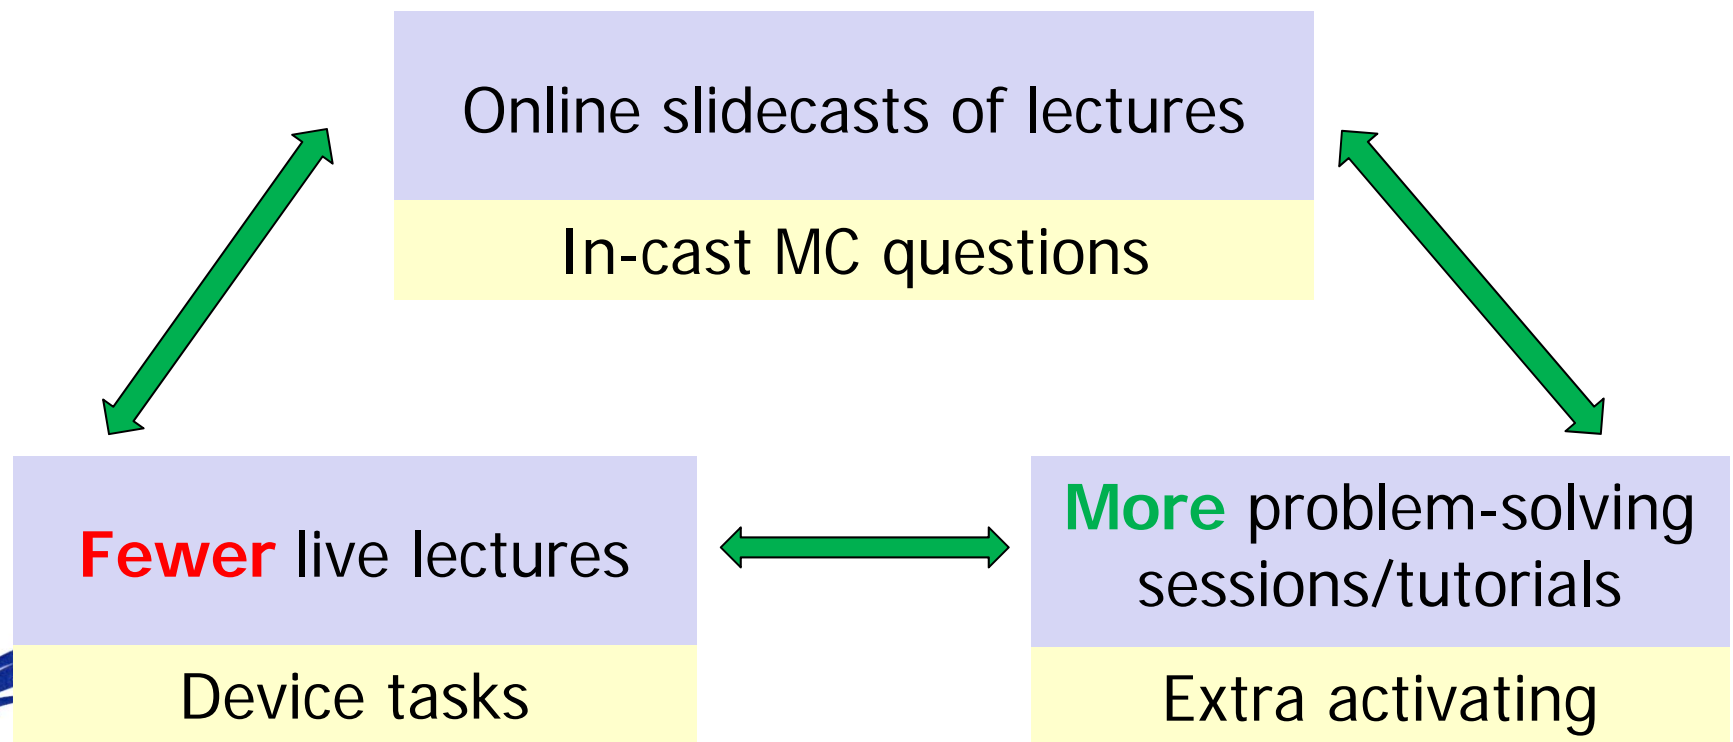 Online slidecasts of lectures
In-cast MC questions
Fewer live lectures
Device tasks
More problem-solving
sessions/tutorials
Extra activating